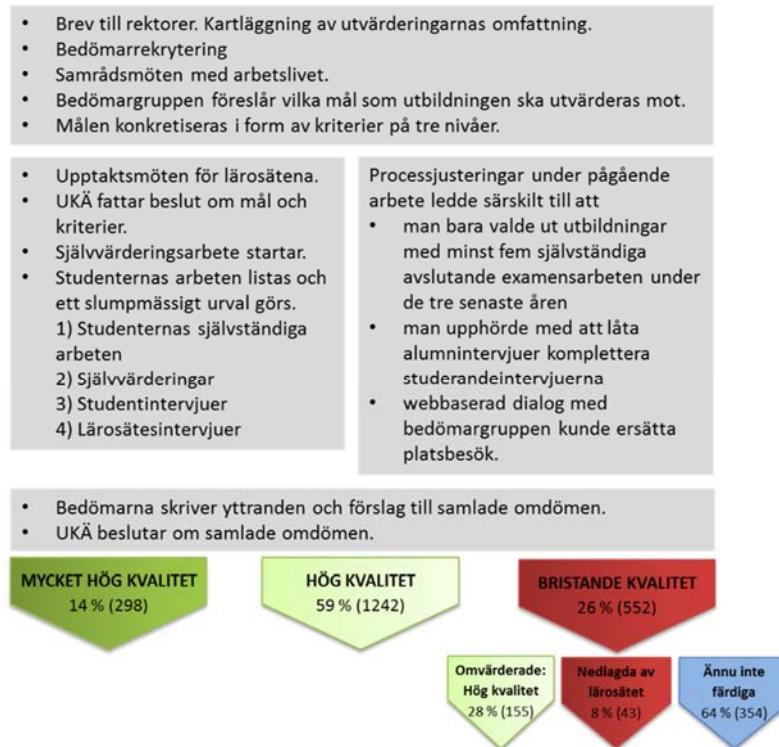 • Brev till rektorer. Kartläggning av utvärderingarnas omfattning.
• Bedömarrekrytering
• Samrådsmöten med arbetslivet.
• Bedömargruppen föreslår vilka mål som utbildningen ska utvärderas mot.
• Målen konkretiseras i form av kriterier på tre nivåer.
• Upptaktsmöten för lärosätena.
• UKÄ fattar beslut om mål och
kriterier.
• Självvärderingsarbete startar.
• Studenternas arbeten listas och
ett slumpmässigt urval görs.
1) Studenternas självständiga
arbeten
2) Självvärderingar
3) Studentintervjuer
4) Lärosätesintervjuer
Processjusteringar under pågående
arbete ledde särskilt till att
• man bara valde ut utbildningar
med minst fem självständiga
avslutande examensarbeten under
de tre senaste åren
• man upphörde med att låta
alumnintervjuer komplettera
studerandeintervjuerna
• webbaserad dialog med
bedömargruppen kunde ersätta
platsbesök.
• Bedömarna skriver yttranden och förslag till samlade omdömen.
• UKÄ beslutar om samlade omdömen.
MYCKET HÖG KVALITET
14 % (298)
HÖG KVALITET
59 % (1242)
BRISTANDE KVALITET
26 % (552)
Omvärderade:
Hög kvalitet
28 % (155)
Nedlagda av
lärosätet
8 % (43)
Ännu inte
färdiga
64 % (354)